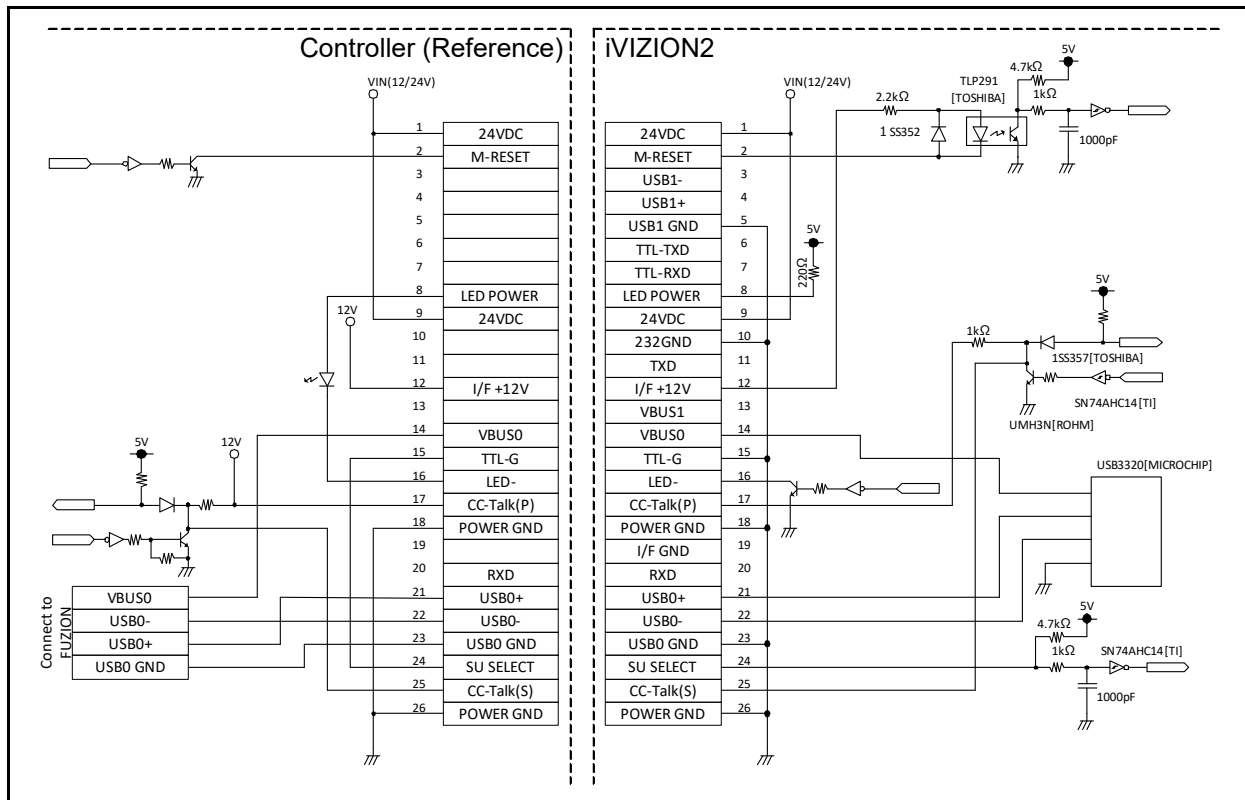 Controller (Reference)
VIN(12/24V)
1 24VDC
2 M-RESET
3
4
5
6
7
8 LED POWER
12V
9 24VDC
10
11
12 I/F +12V
13
14 VBUS0
15 TTL-G
16 LED-
5V
12V
17 CC-Talk(P)
18 POWER GND
19
20 RXD
21 USB0+
22 USB0-
23 USB0 GND
24 SU SELECT
25 CC-Talk(S)
26 POWER GND
Connect to
FUZION
VBUS0
USB0-
USB0+
USB0 GND
iVIZION2
VIN(12/24V)
24VDC 1
M-RESET 2
USB1- 3
USB1+ 4
USB1 GND 5
TTL-TXD 6
TTL-RXD 7
LED POWER 8
24VDC 9
232GND 10
TXD 11
I/F +12V 12
VBUS1 13
VBUS0 14
TTL-G 15
LED- 16
CC-Talk(P) 17
POWER GND 18
I/F GND 19
RXD 20
USB0+ 21
USB0- 22
USB0 GND 23
SU SELECT 24
CC-Talk(S) 25
POWER GND 26
2.2kΩ
1 SS352
TLP291
[TOSHIBA]
5V
4.7kΩ
1kΩ
1000pF
5V
220Ω
5V
1kΩ
1SS357[TOSHIBA]
SN74AHC14[TI]
UMH3N[ROHM]
USB3320[MICROCHIP]
5V
4.7kΩ
1kΩ
SN74AHC14[TI]
1000pF